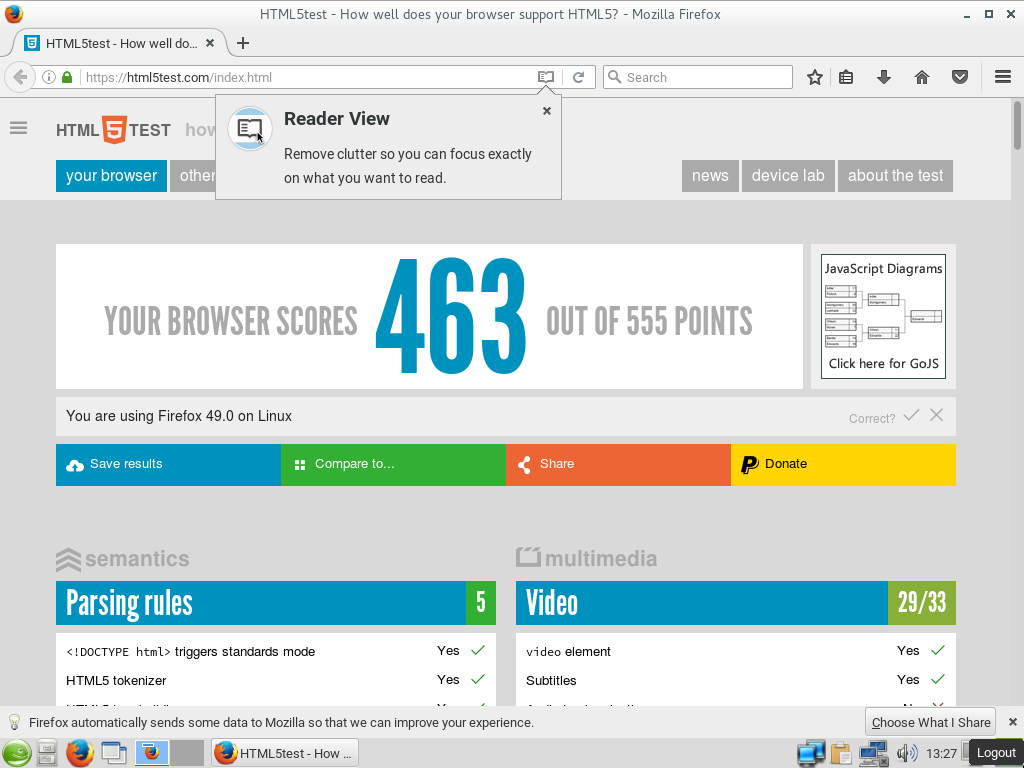 HTML5test - How well does your browser support HTML5? - Mozilla Firefox
HTML5test - How well do...
https://html5test.com/index.html
Search
Reader View
Remove clutter so you can focus exactly
on what you want to read.
HTML 5 TEST how
your browser other news device lab about the test
YOUR BROWSER SCORES 463 OUT OF 555 POINTS
JavaScript Diagrams
Click here for GoJS
You are using Firefox 49.0 on Linux
Correct?
Save results Compare to... Share Donate
semantics multimedia
Parsing rules 5 Video 29/33
<!DOCTYPE html> triggers standards mode Yes video element Yes
HTML5 tokenizer Yes Subtitles Yes
Firefox automatically sends some data to Mozilla so that we can improve your experience.
Choose What I Share
HTML5test - How ...
13:27
Logout